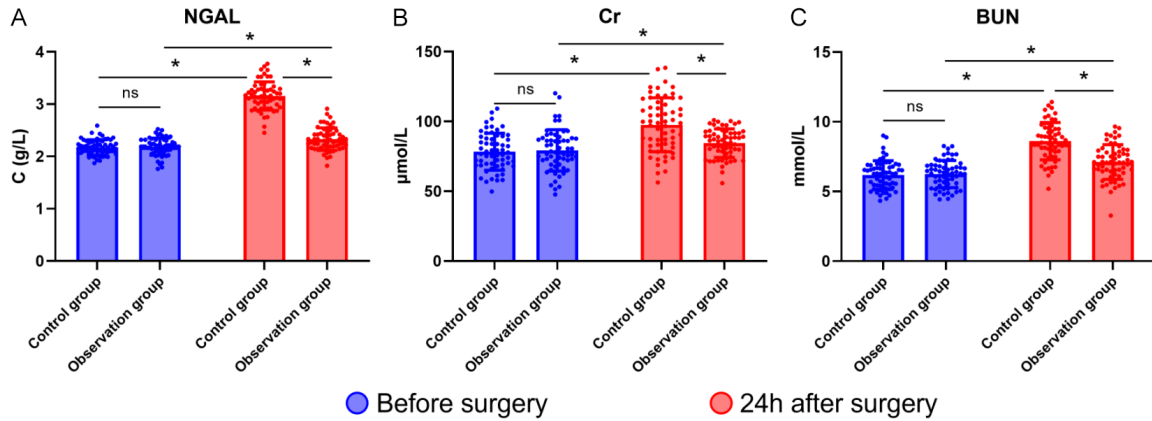 A
NGAL
C (g/L)
4
3
2
1
0
ns
*
*
*
Control group
Observation group
Control group
Observation group
B
Cr
μmol/L
150
100
50
0
ns
*
*
*
Control group
Observation group
Control group
Observation group
C
BUN
mmol/L
15
10
5
0
ns
*
*
*
Control group
Observation group
Control group
Observation group
Before surgery
24h after surgery